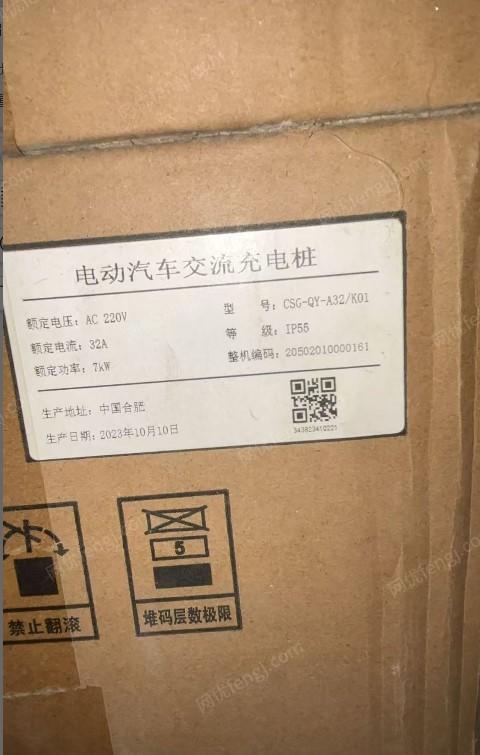 电动汽车交流充电桩
额定电压: AC 220V
型 号: CSG-QY-A32/K01
额定电流: 32A
等 级: IP55
额定功率: 7kW
整机编码: 20502010000161
生产地址: 中国合肥
生产日期: 2023年10月10日
343823410221
5
禁止翻滚
堆码层数极限